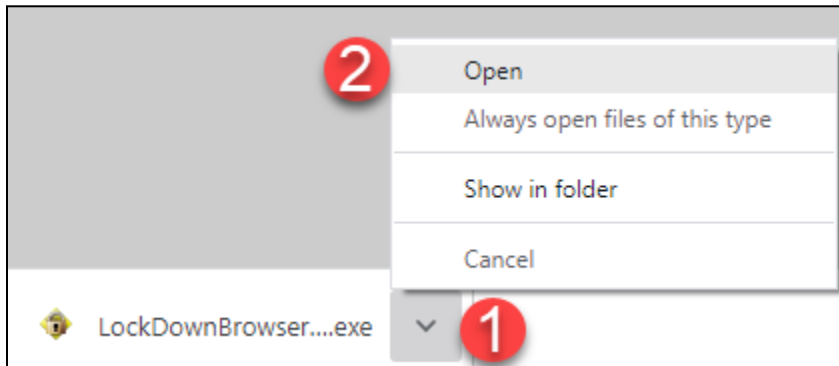 2
Open
Always open files of this type
Show in folder
Cancel
LockDownBrowser....exe
1